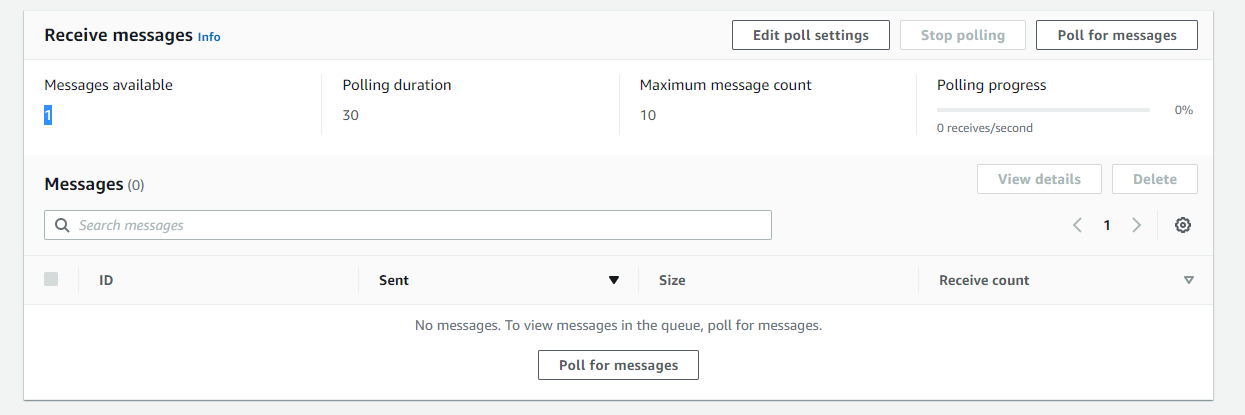 Receive messages Info Edit poll settings Stop polling Poll for messages
Messages available Polling duration Maximum message count Polling progress
1 30 10 0%
0 receives/second
Messages (0) View details Delete
Search messages 1
ID Sent Size Receive count
No messages. To view messages in the queue, poll for messages.
Poll for messages